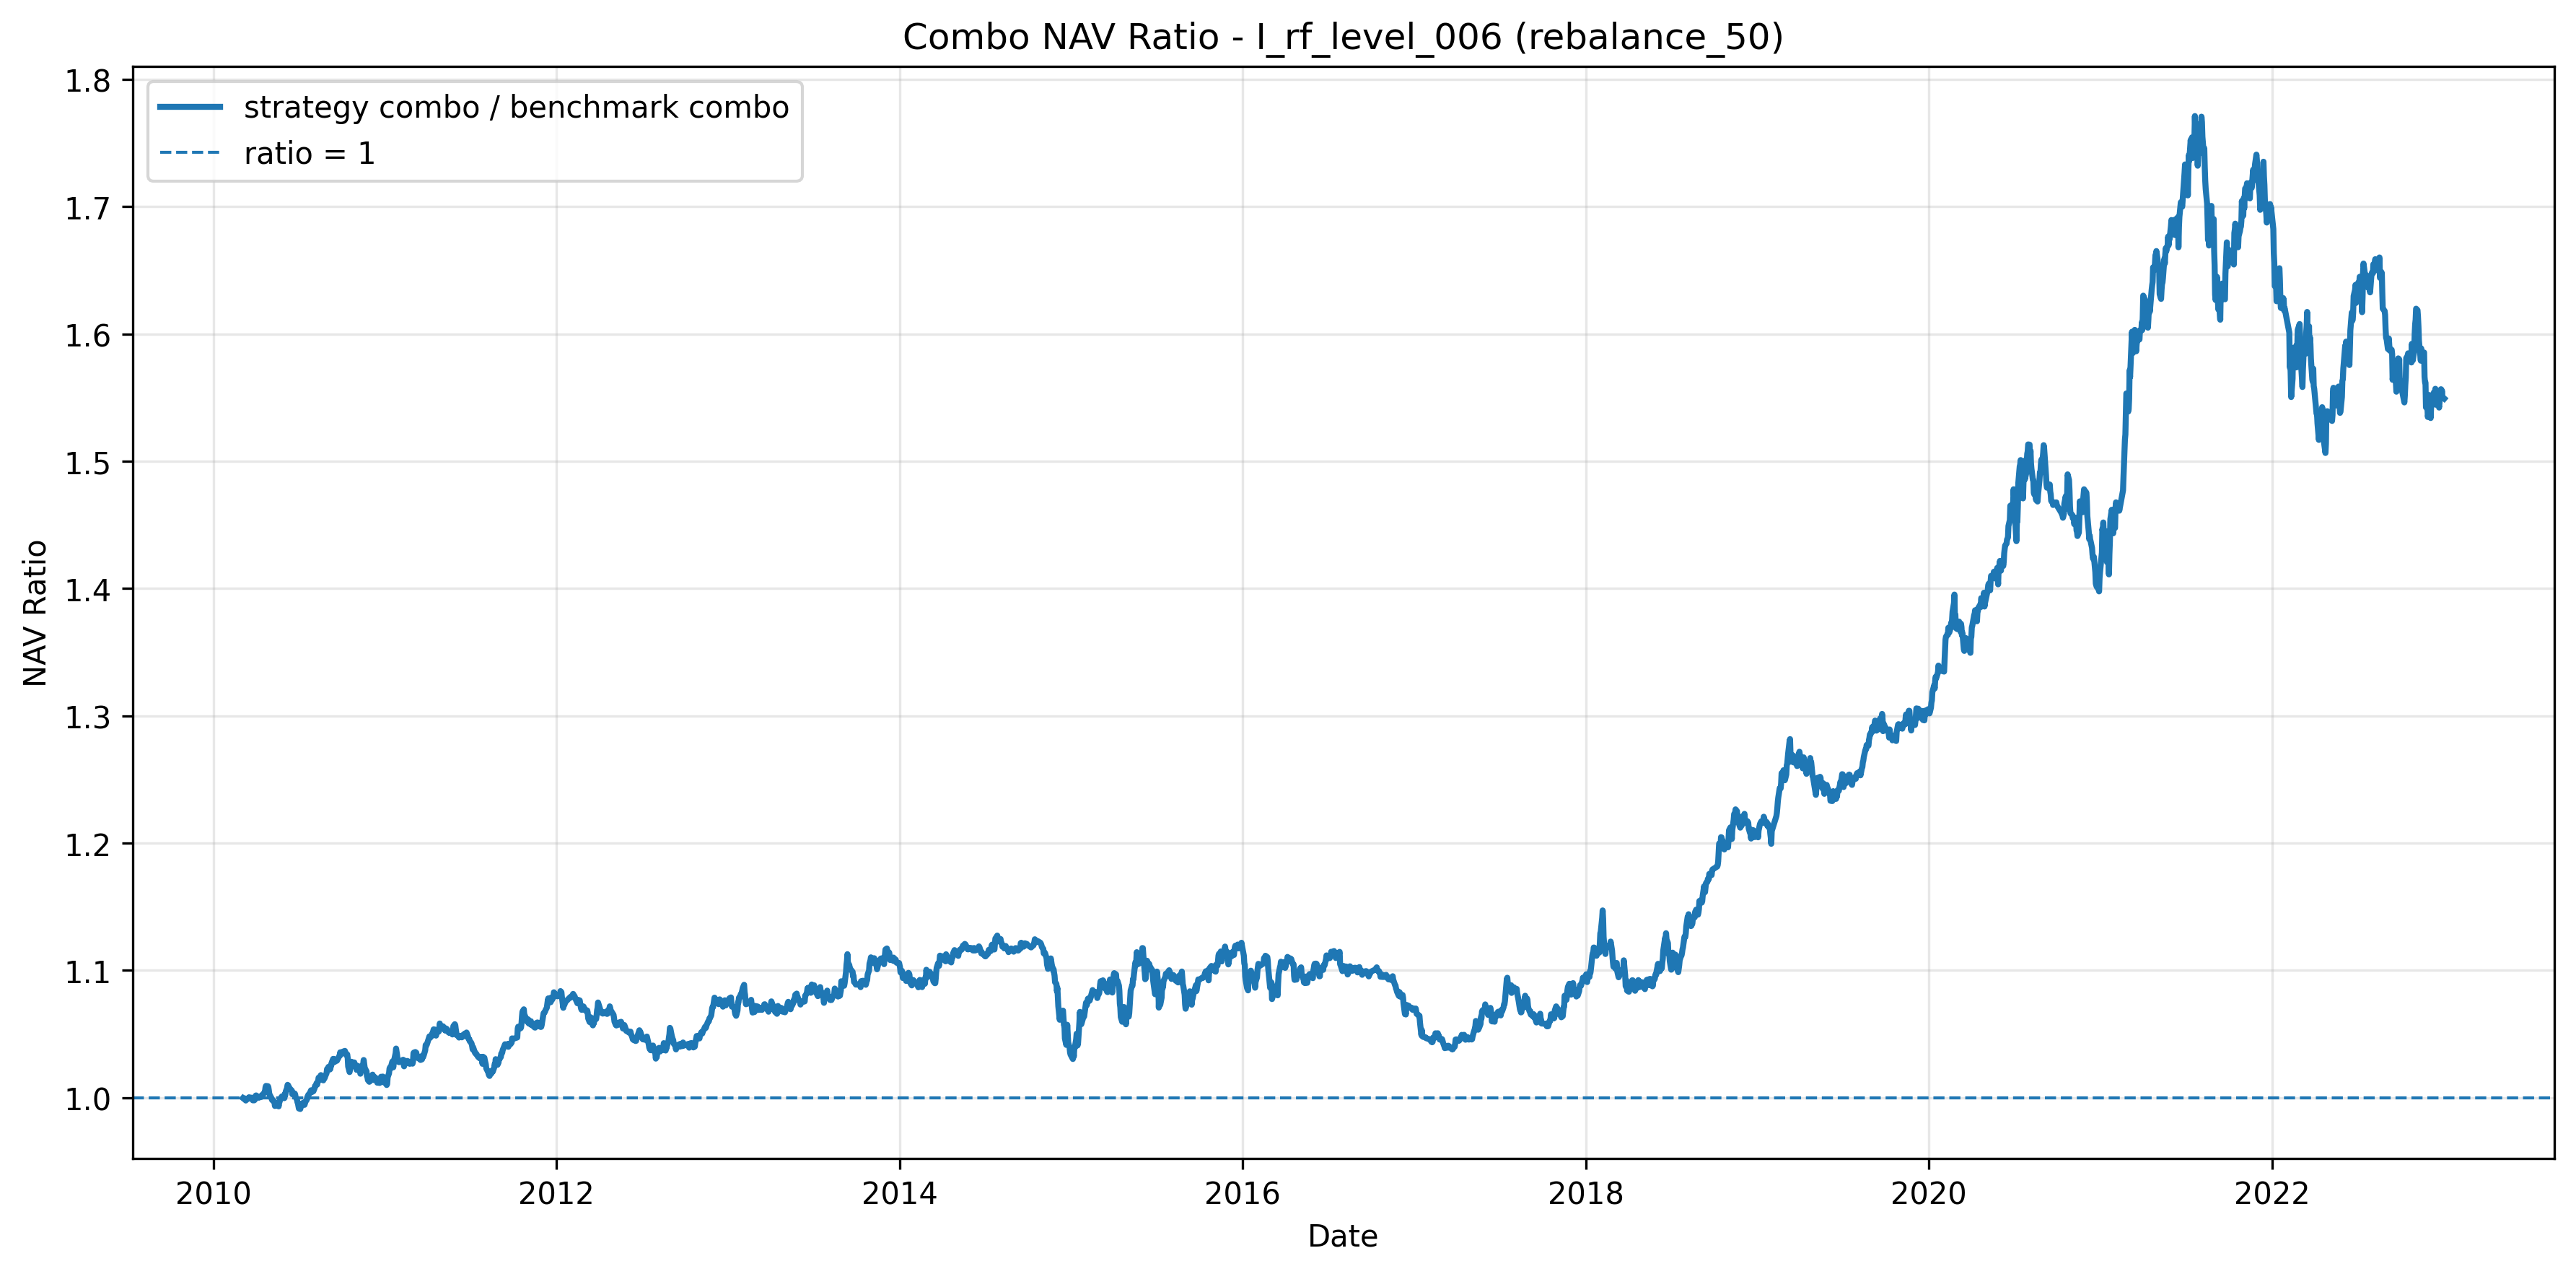 Combo NAV Ratio - I_rf_level_006 (rebalance_50)
strategy combo / benchmark combo
ratio = 1
NAV Ratio
1.8
1.7
1.6
1.5
1.4
1.3
1.2
1.1
1.0
2010 2012 2014 2016 2018 2020 2022
Date